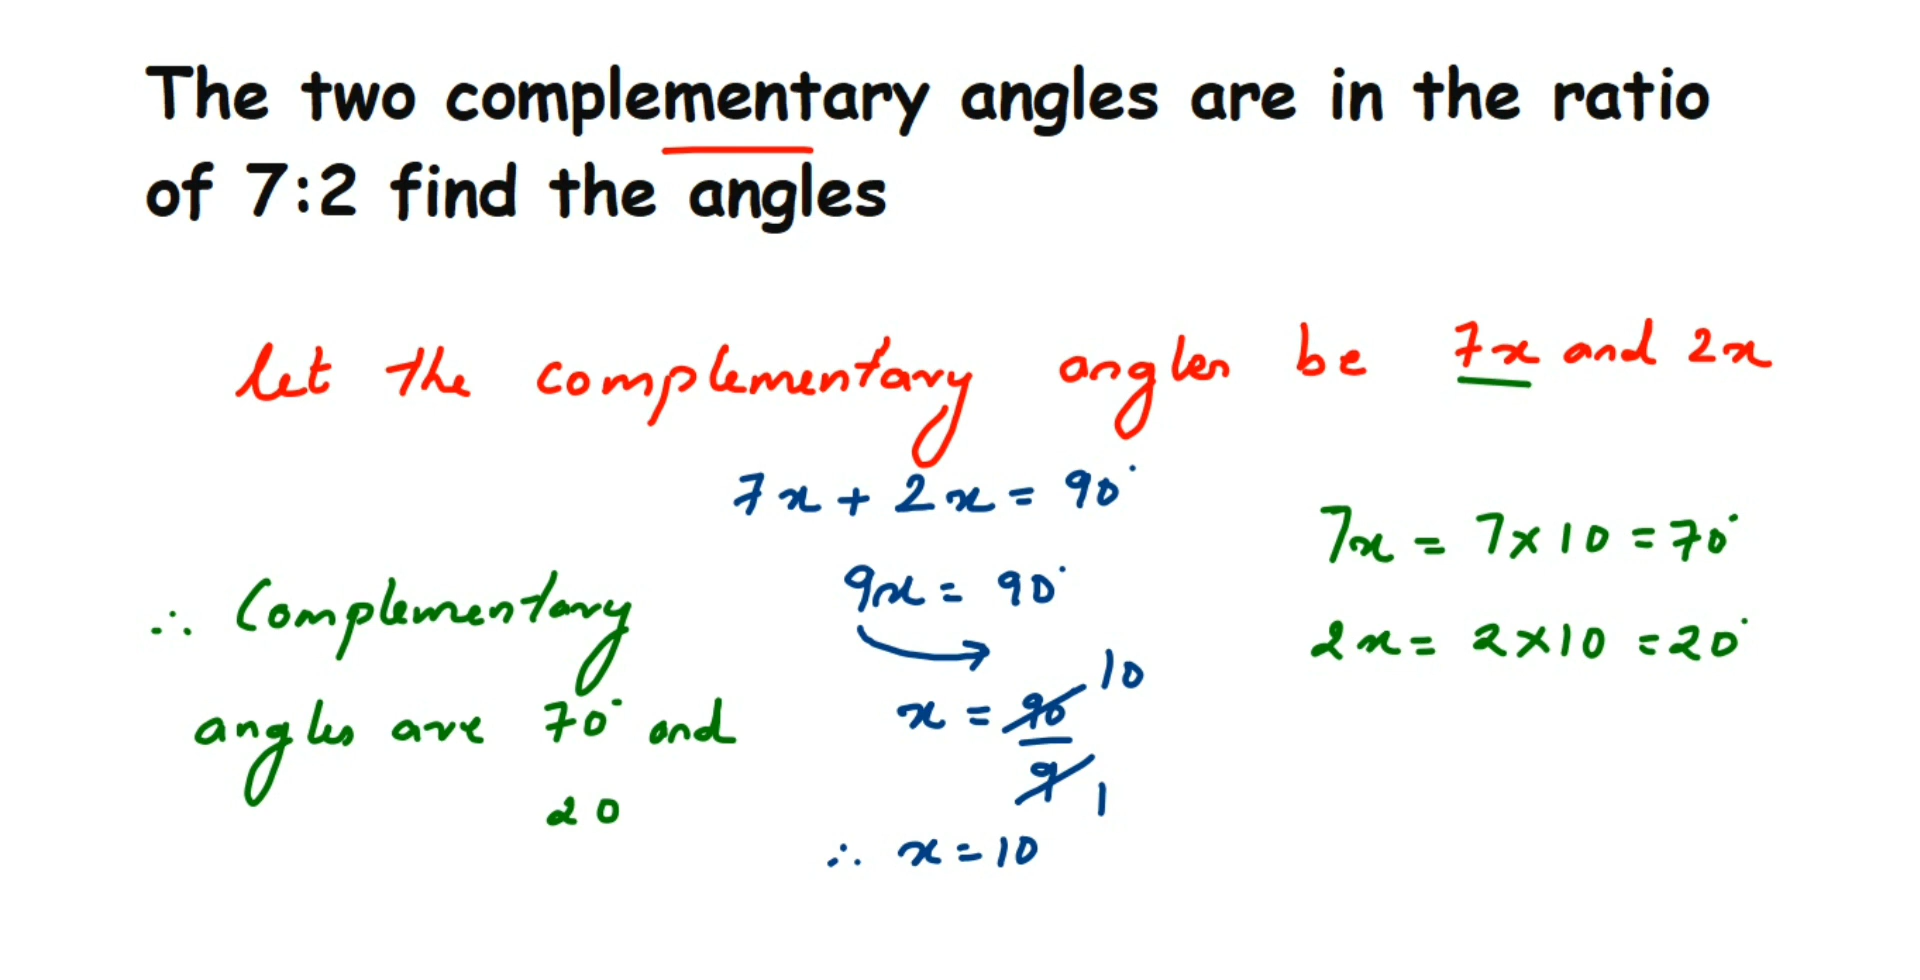 The two complementary angles are in the ratio
of 7:2 find the angles
let the complementary angles be 7x and 2x
7x + 2x = 90°
9x = 90°
x = 90/9 10 1
∴ x = 10
7x = 7 × 10 = 70°
2x = 2 × 10 = 20°
∴ Complementary
angles are 70° and
20